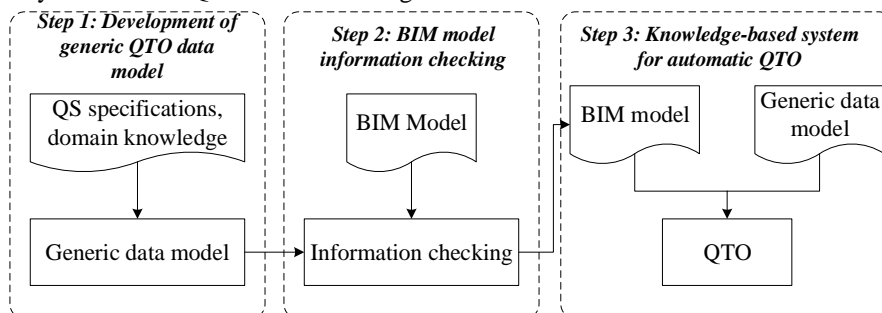 Step 1: Development of
generic QTO data
model
QS specifications,
domain knowledge
Generic data model
Step 2: BIM model
information checking
BIM Model
Information checking
Step 3: Knowledge-based system
for automatic QTO
BIM model
Generic data
model
QTO